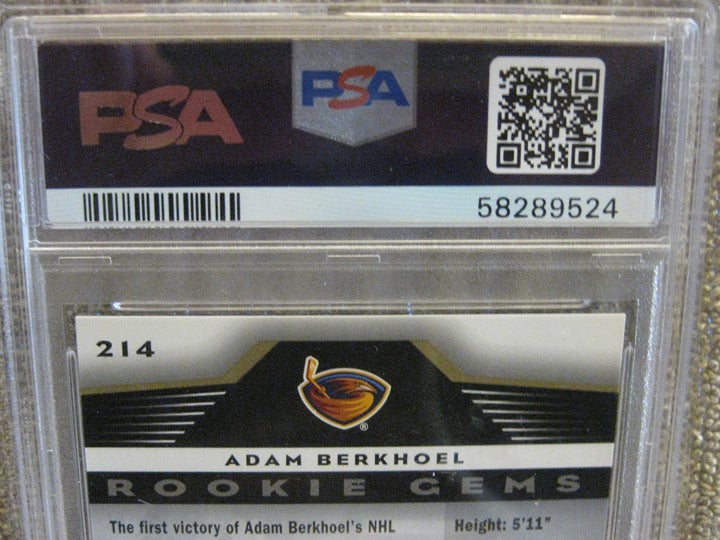 PSA PSA
58289524
214
®
ADAM BERKHOEL
ROOKIE GEMS
The first victory of Adam Berkhoel's NHL Height: 5'11"